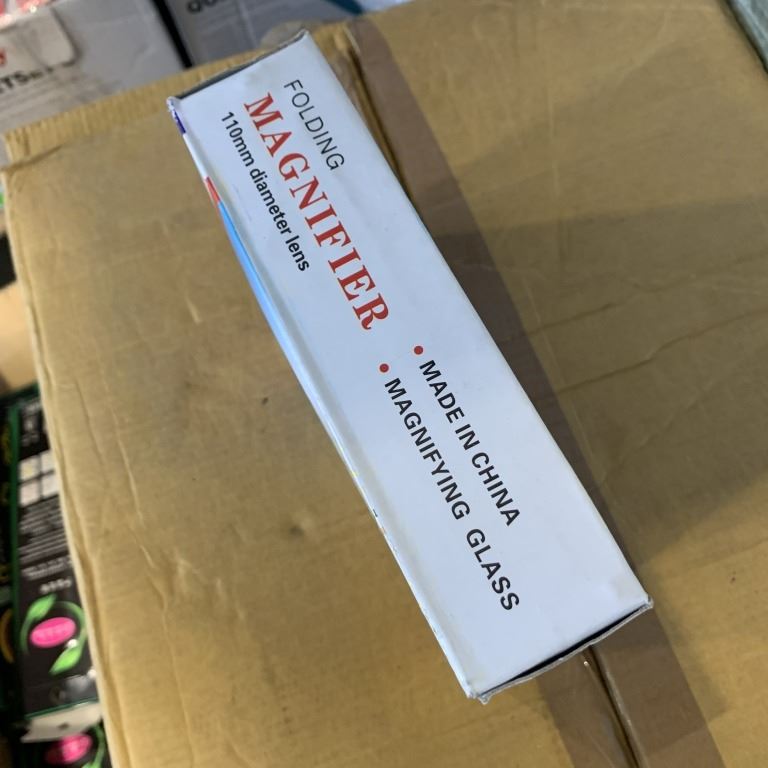 FOLDING
MAGNIFIER
110mm diameter lens
• MADE IN CHINA
• MAGNIFYING GLASS